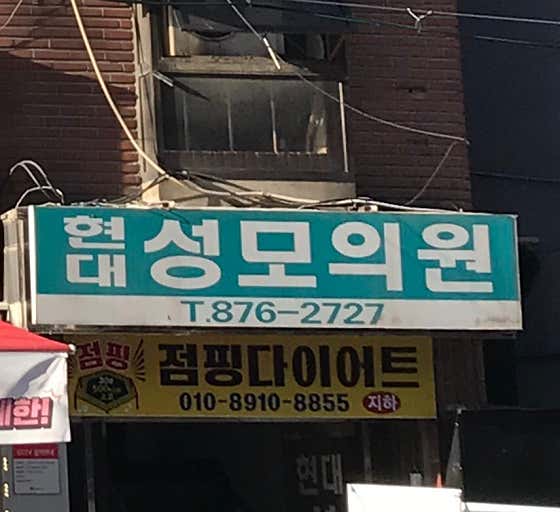 현대 성모의원
T.876-2727
점핑 점핑다이어트
010-8910-8855 지하
한!
현대